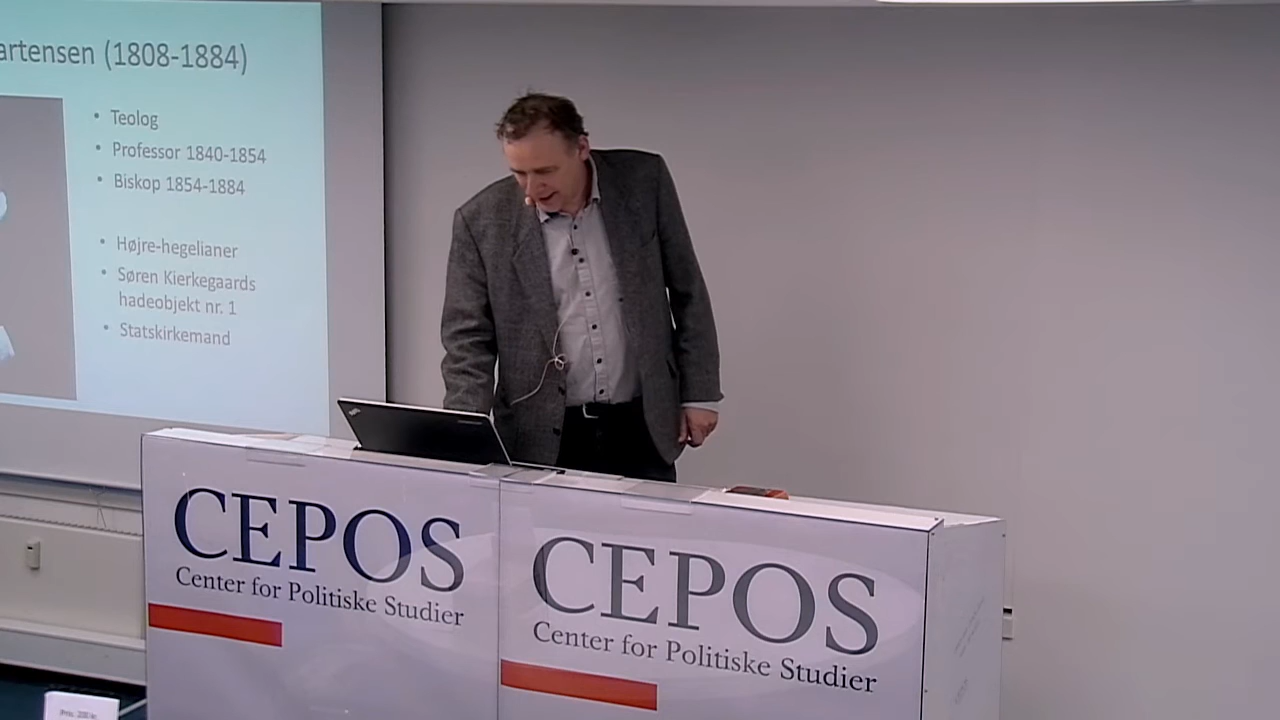 artensen (1808-1884)
• Teolog
• Professor 1840-1854
• Biskop 1854-1884
• Højre-hegelianer
• Søren Kierkegaards
hadeobjekt nr. 1
• Statskirkemand
CEPOS
Center for Politiske Studier
CEPOS
Center for Politiske Studier